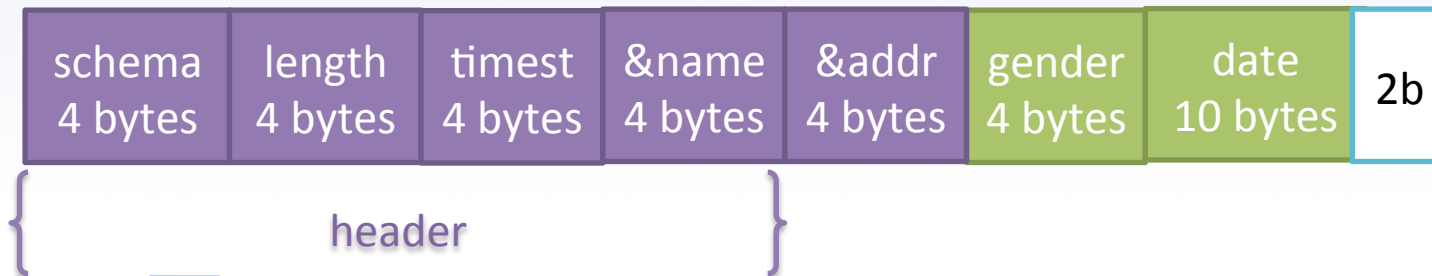 schema length timest &name &addr gender date 2b
4 bytes 4 bytes 4 bytes 4 bytes 4 bytes 4 bytes 10 bytes
header